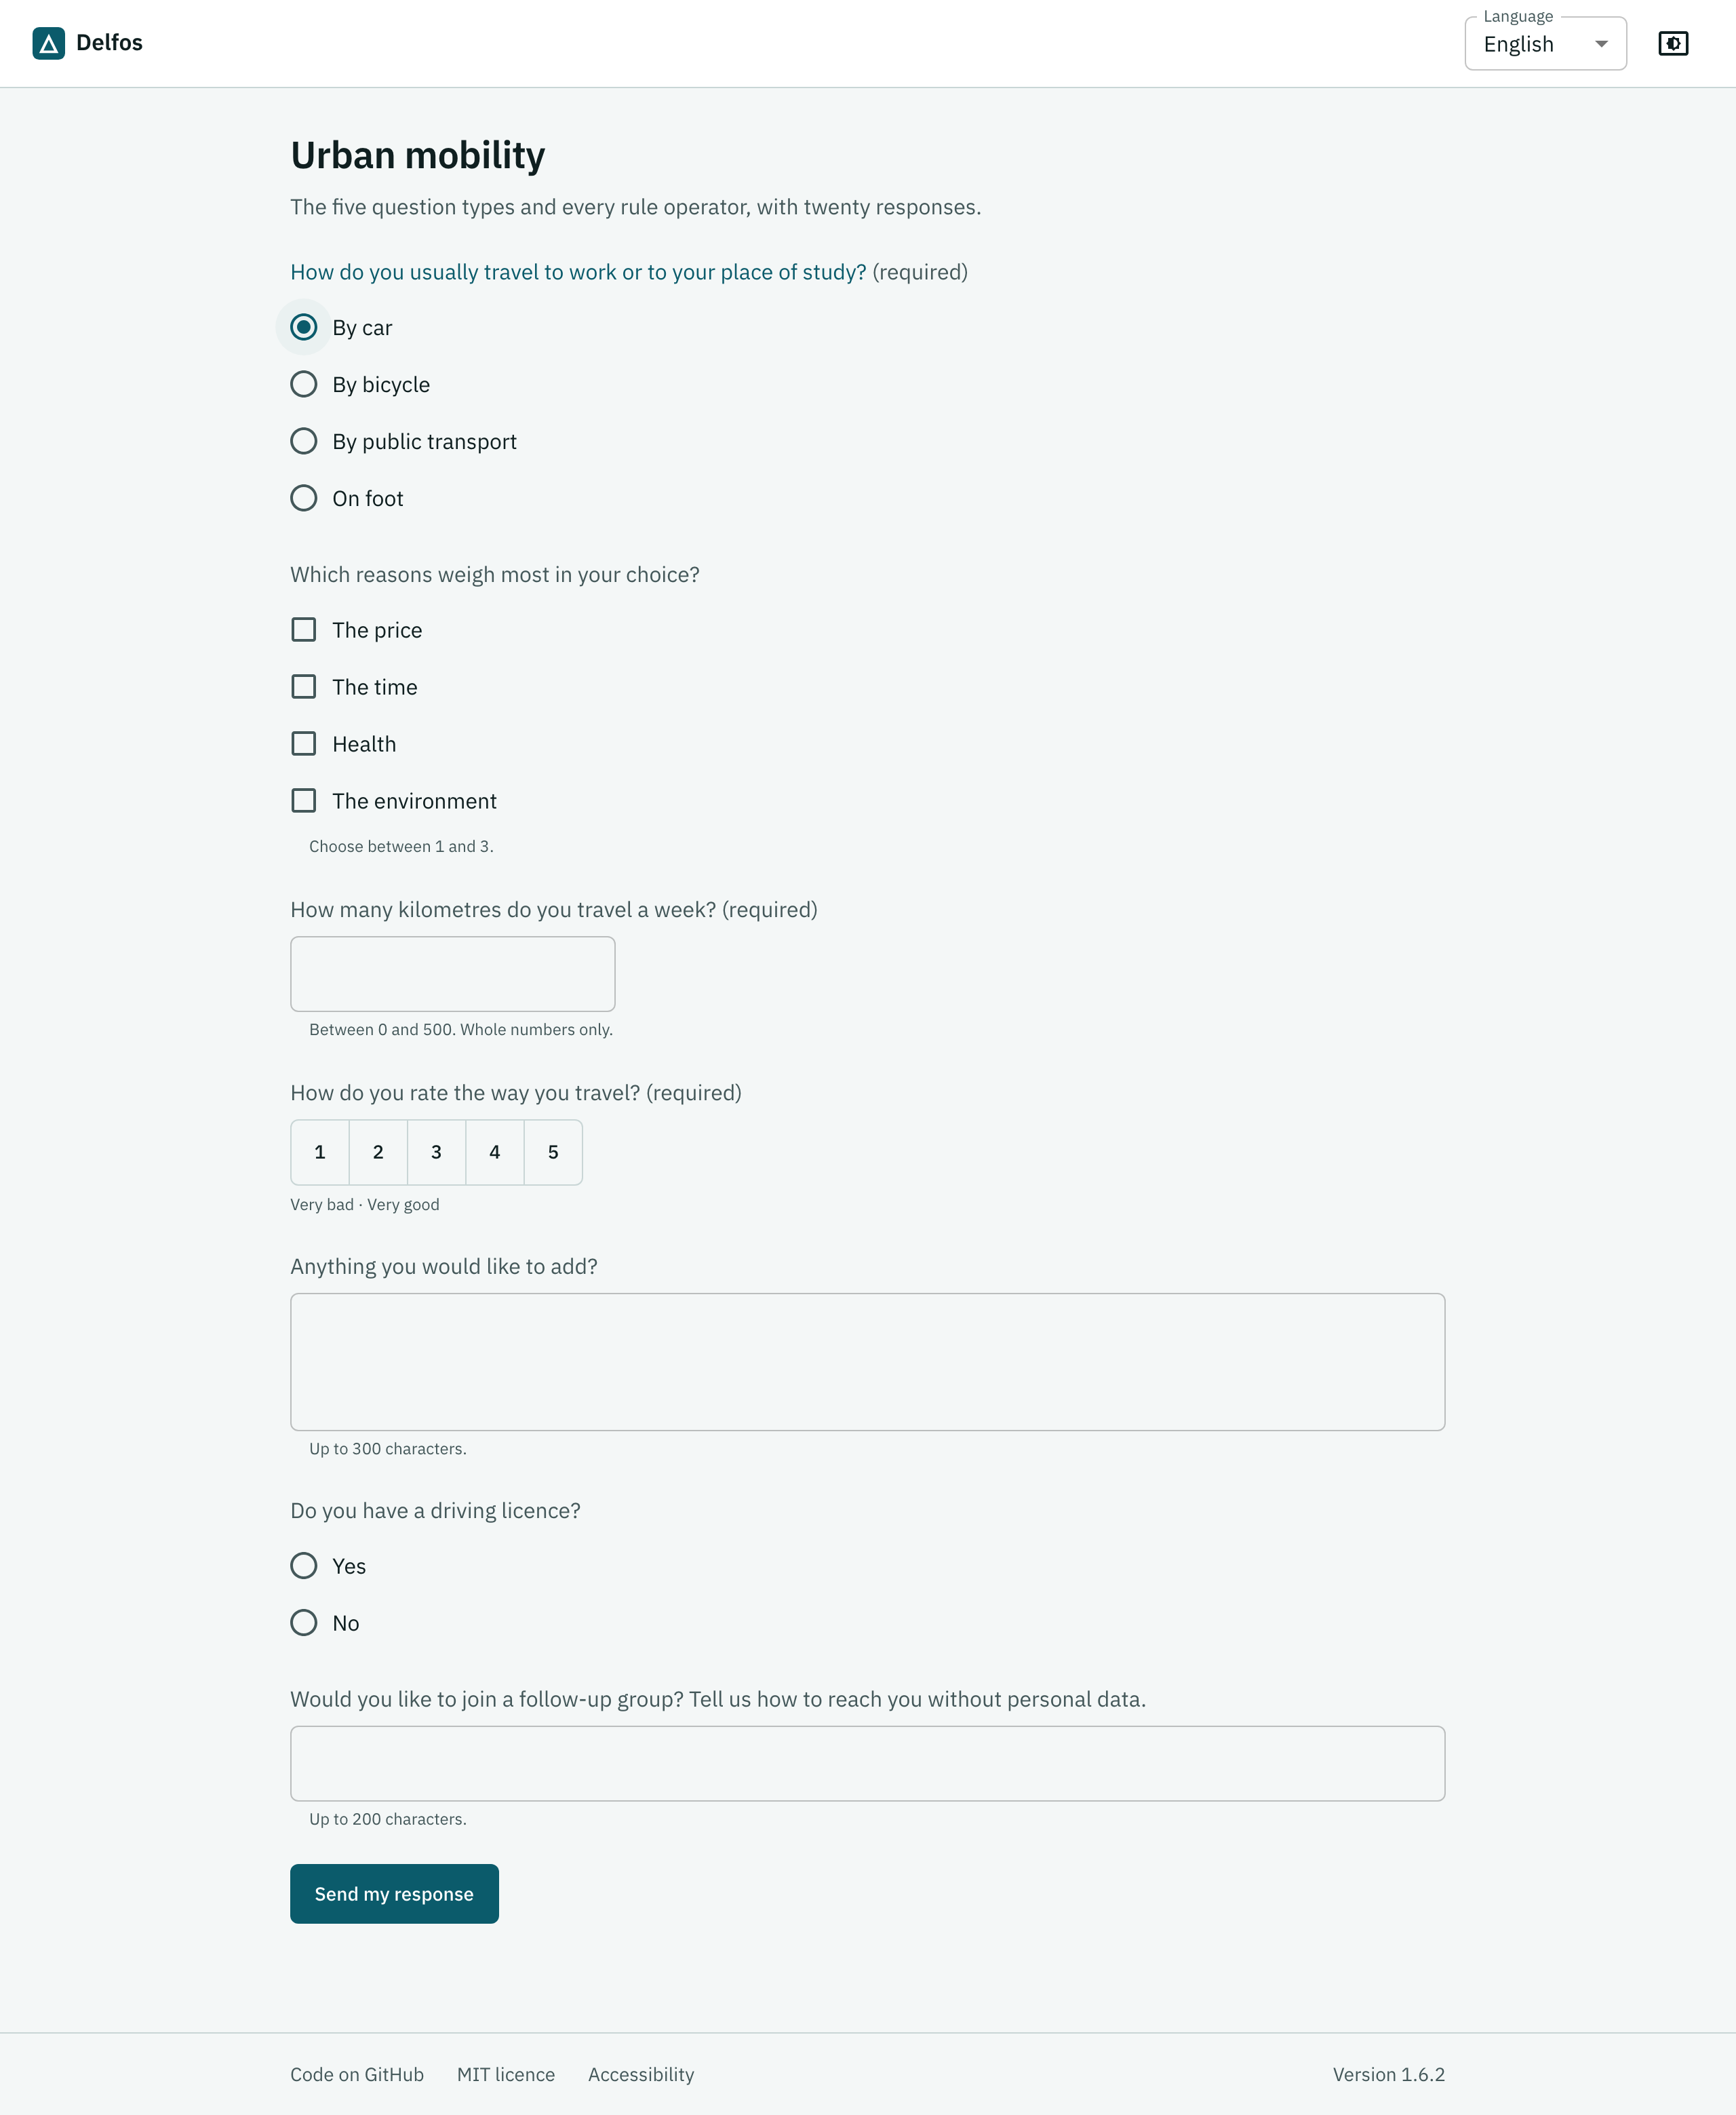 Delfos
Language
English
Urban mobility
The five question types and every rule operator, with twenty responses.
How do you usually travel to work or to your place of study? (required)
By car
By bicycle
By public transport
On foot
Which reasons weigh most in your choice?
The price
The time
Health
The environment
Choose between 1 and 3.
How many kilometres do you travel a week? (required)
Between 0 and 500. Whole numbers only.
How do you rate the way you travel? (required)
1 2 3 4 5
Very bad · Very good
Anything you would like to add?
Up to 300 characters.
Do you have a driving licence?
Yes
No
Would you like to join a follow-up group? Tell us how to reach you without personal data.
Up to 200 characters.
Send my response
Code on GitHub MIT licence Accessibility Version 1.6.2